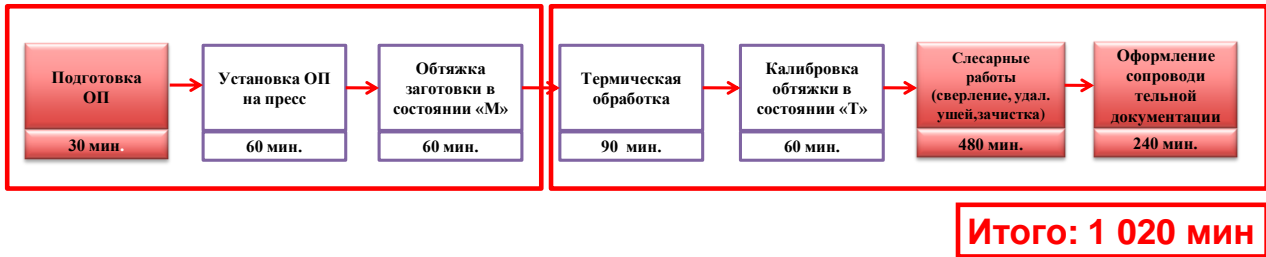 Подготовка
ОП
30 мин.
Установка ОП
на пресс
60 мин.
Обтяжка
заготовки в
состоянии «М»
60 мин.
Термическая
обработка
90 мин.
Калибровка
обтяжки в
состоянии «Т»
60 мин.
Слесарные
работы
(сверление, удал.
ушей,зачистка)
480 мин.
Оформление
сопроводи
тельной
документации
240 мин.
Итого: 1 020 мин